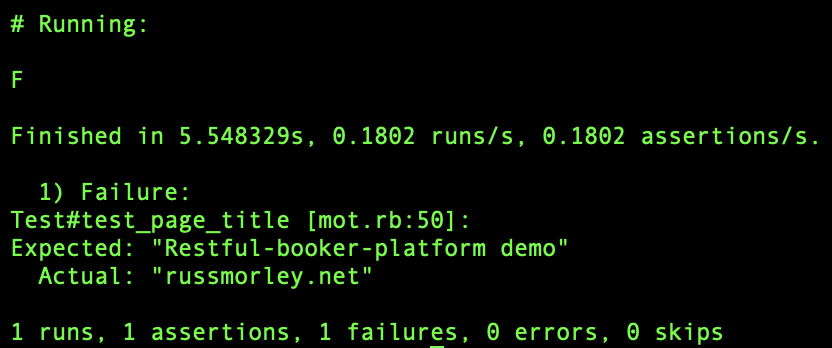 # Running:
F
Finished in 5.548329s, 0.1802 runs/s, 0.1802 assertions/s.
1) Failure:
Test#test_page_title [mot.rb:50]:
Expected: "Restful-booker-platform demo"
Actual: "russmorley.net"
1 runs, 1 assertions, 1 failures, 0 errors, 0 skips